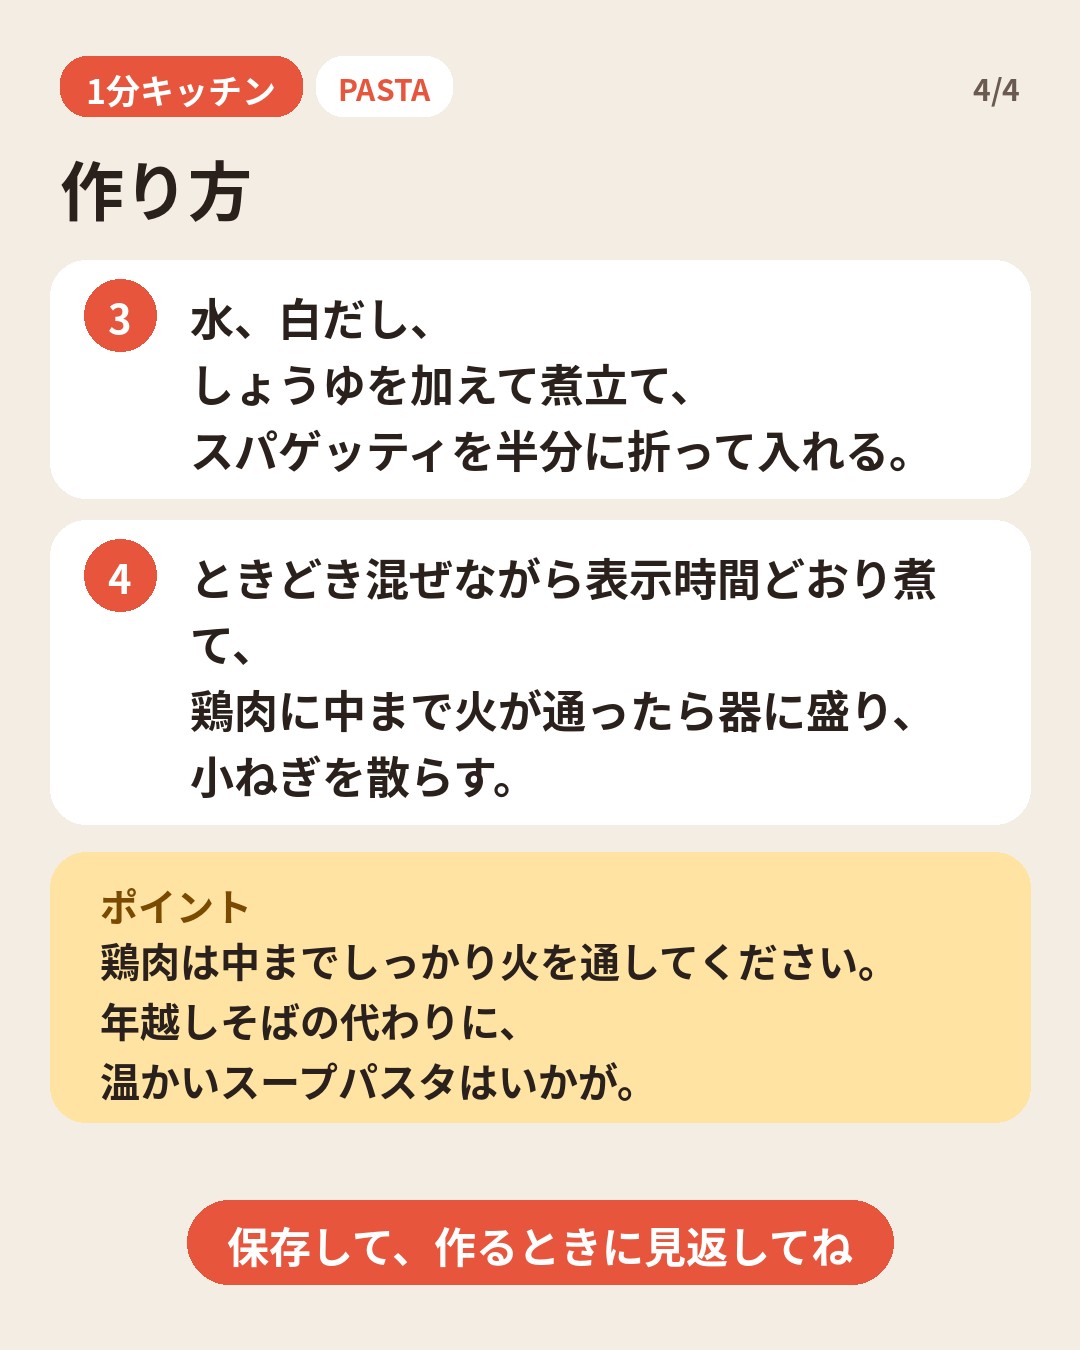 1分キッチン
PASTA
4/4
作り方
3
水、白だし、
しょうゆを加えて煮立て、
スパゲッティを半分に折って入れる。
4
ときどき混ぜながら表示時間どおり煮
て、
鶏肉に中まで火が通ったら器に盛り、
小ねぎを散らす。
ポイント
鶏肉は中までしっかり火を通してください。
年越しそばの代わりに、
温かいスープパスタはいかが。
保存して、作るときに見返してね